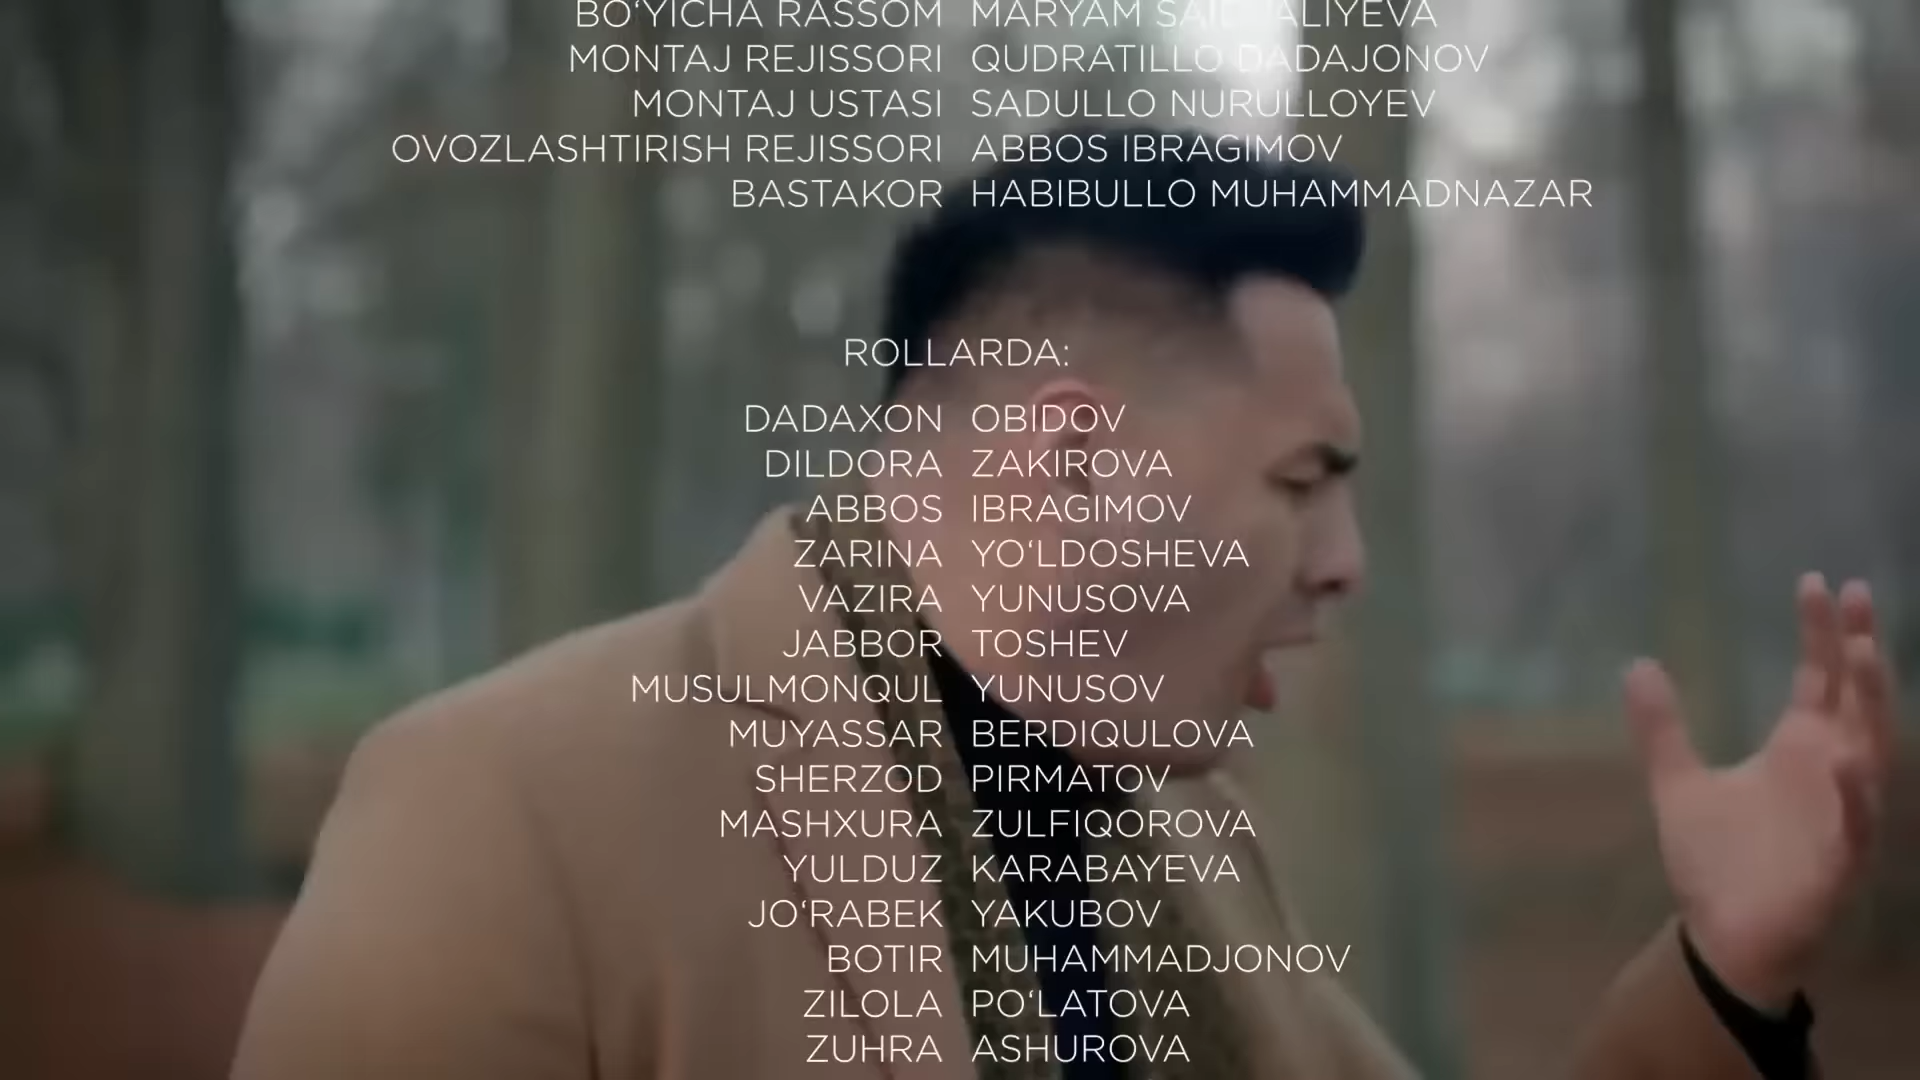 BO‘YICHA RASSOM MARYAM
MONTAJ REJISSORI QUDRATILLO DADAJONOV
MONTAJ USTASI SADULLO NURULLOYEV
OVOZLASHTIRISH REJISSORI ABBOS IBRAGIMOV
BASTAKOR HABIBULLO MUHAMMADNAZAR
ROLLARDA:
DADAXON OBIDOV
DILDORA ZAKIROVA
ABBOS IBRAGIMOV
ZARINA YO‘LDOSHEVA
VAZIRA YUNUSOVA
JABBOR TOSHEV
MUSULMONQUL YUNUSOV
MUYASSAR BERDIQULOVA
SHERZOD PIRMATOV
MASHXURA ZULFIQOROVA
YULDUZ KARABAYEVA
JO‘RABEK YAKUBOV
BOTIR MUHAMMADJONOV
ZILOLA PO‘LATOVA
ZUHRA ASHUROVA